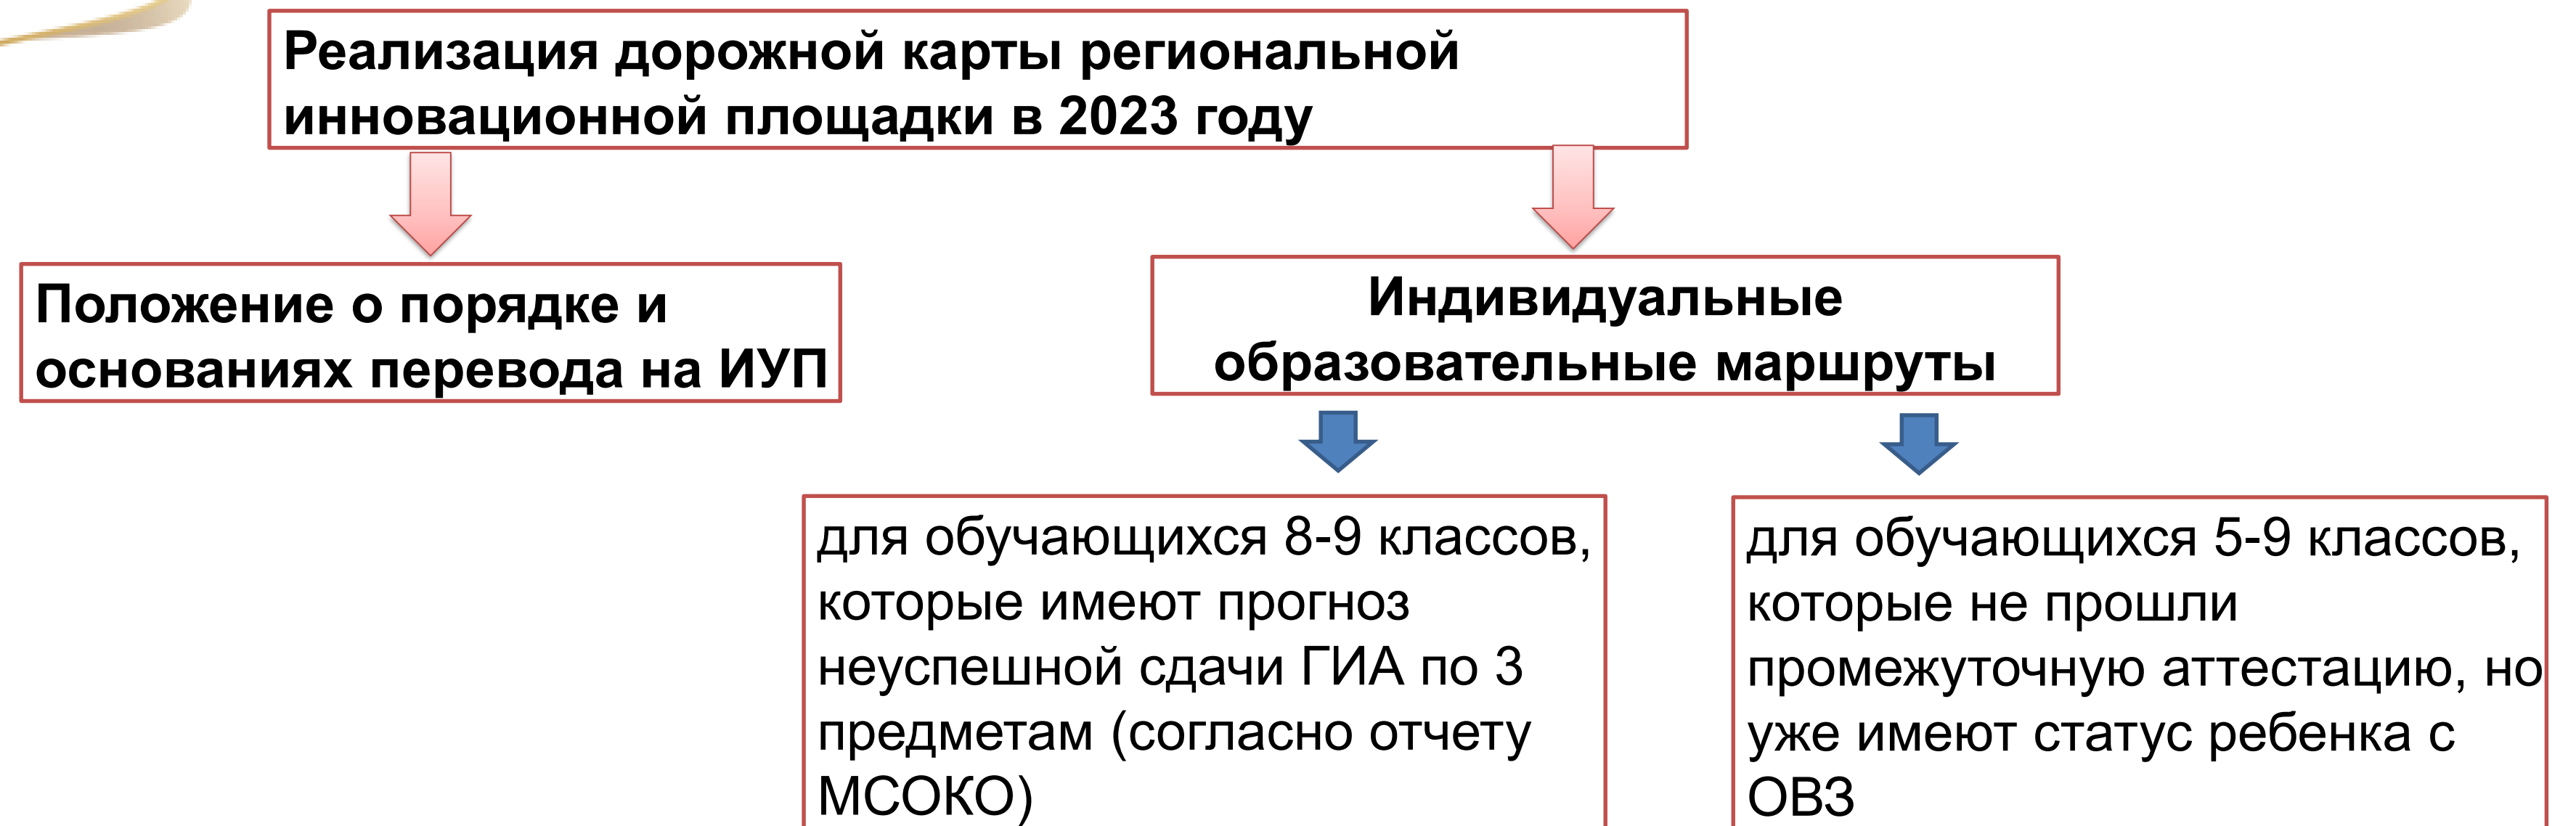 Реализация дорожной карты региональной
инновационной площадки в 2023 году
Положение о порядке и
основаниях перевода на ИУП
Индивидуальные
образовательные маршруты
для обучающихся 8-9 классов,
которые имеют прогноз
неуспешной сдачи ГИА по 3
предметам (согласно отчету
МСОКО)
для обучающихся 5-9 классов,
которые не прошли
промежуточную аттестацию, но
уже имеют статус ребенка с
ОВЗ